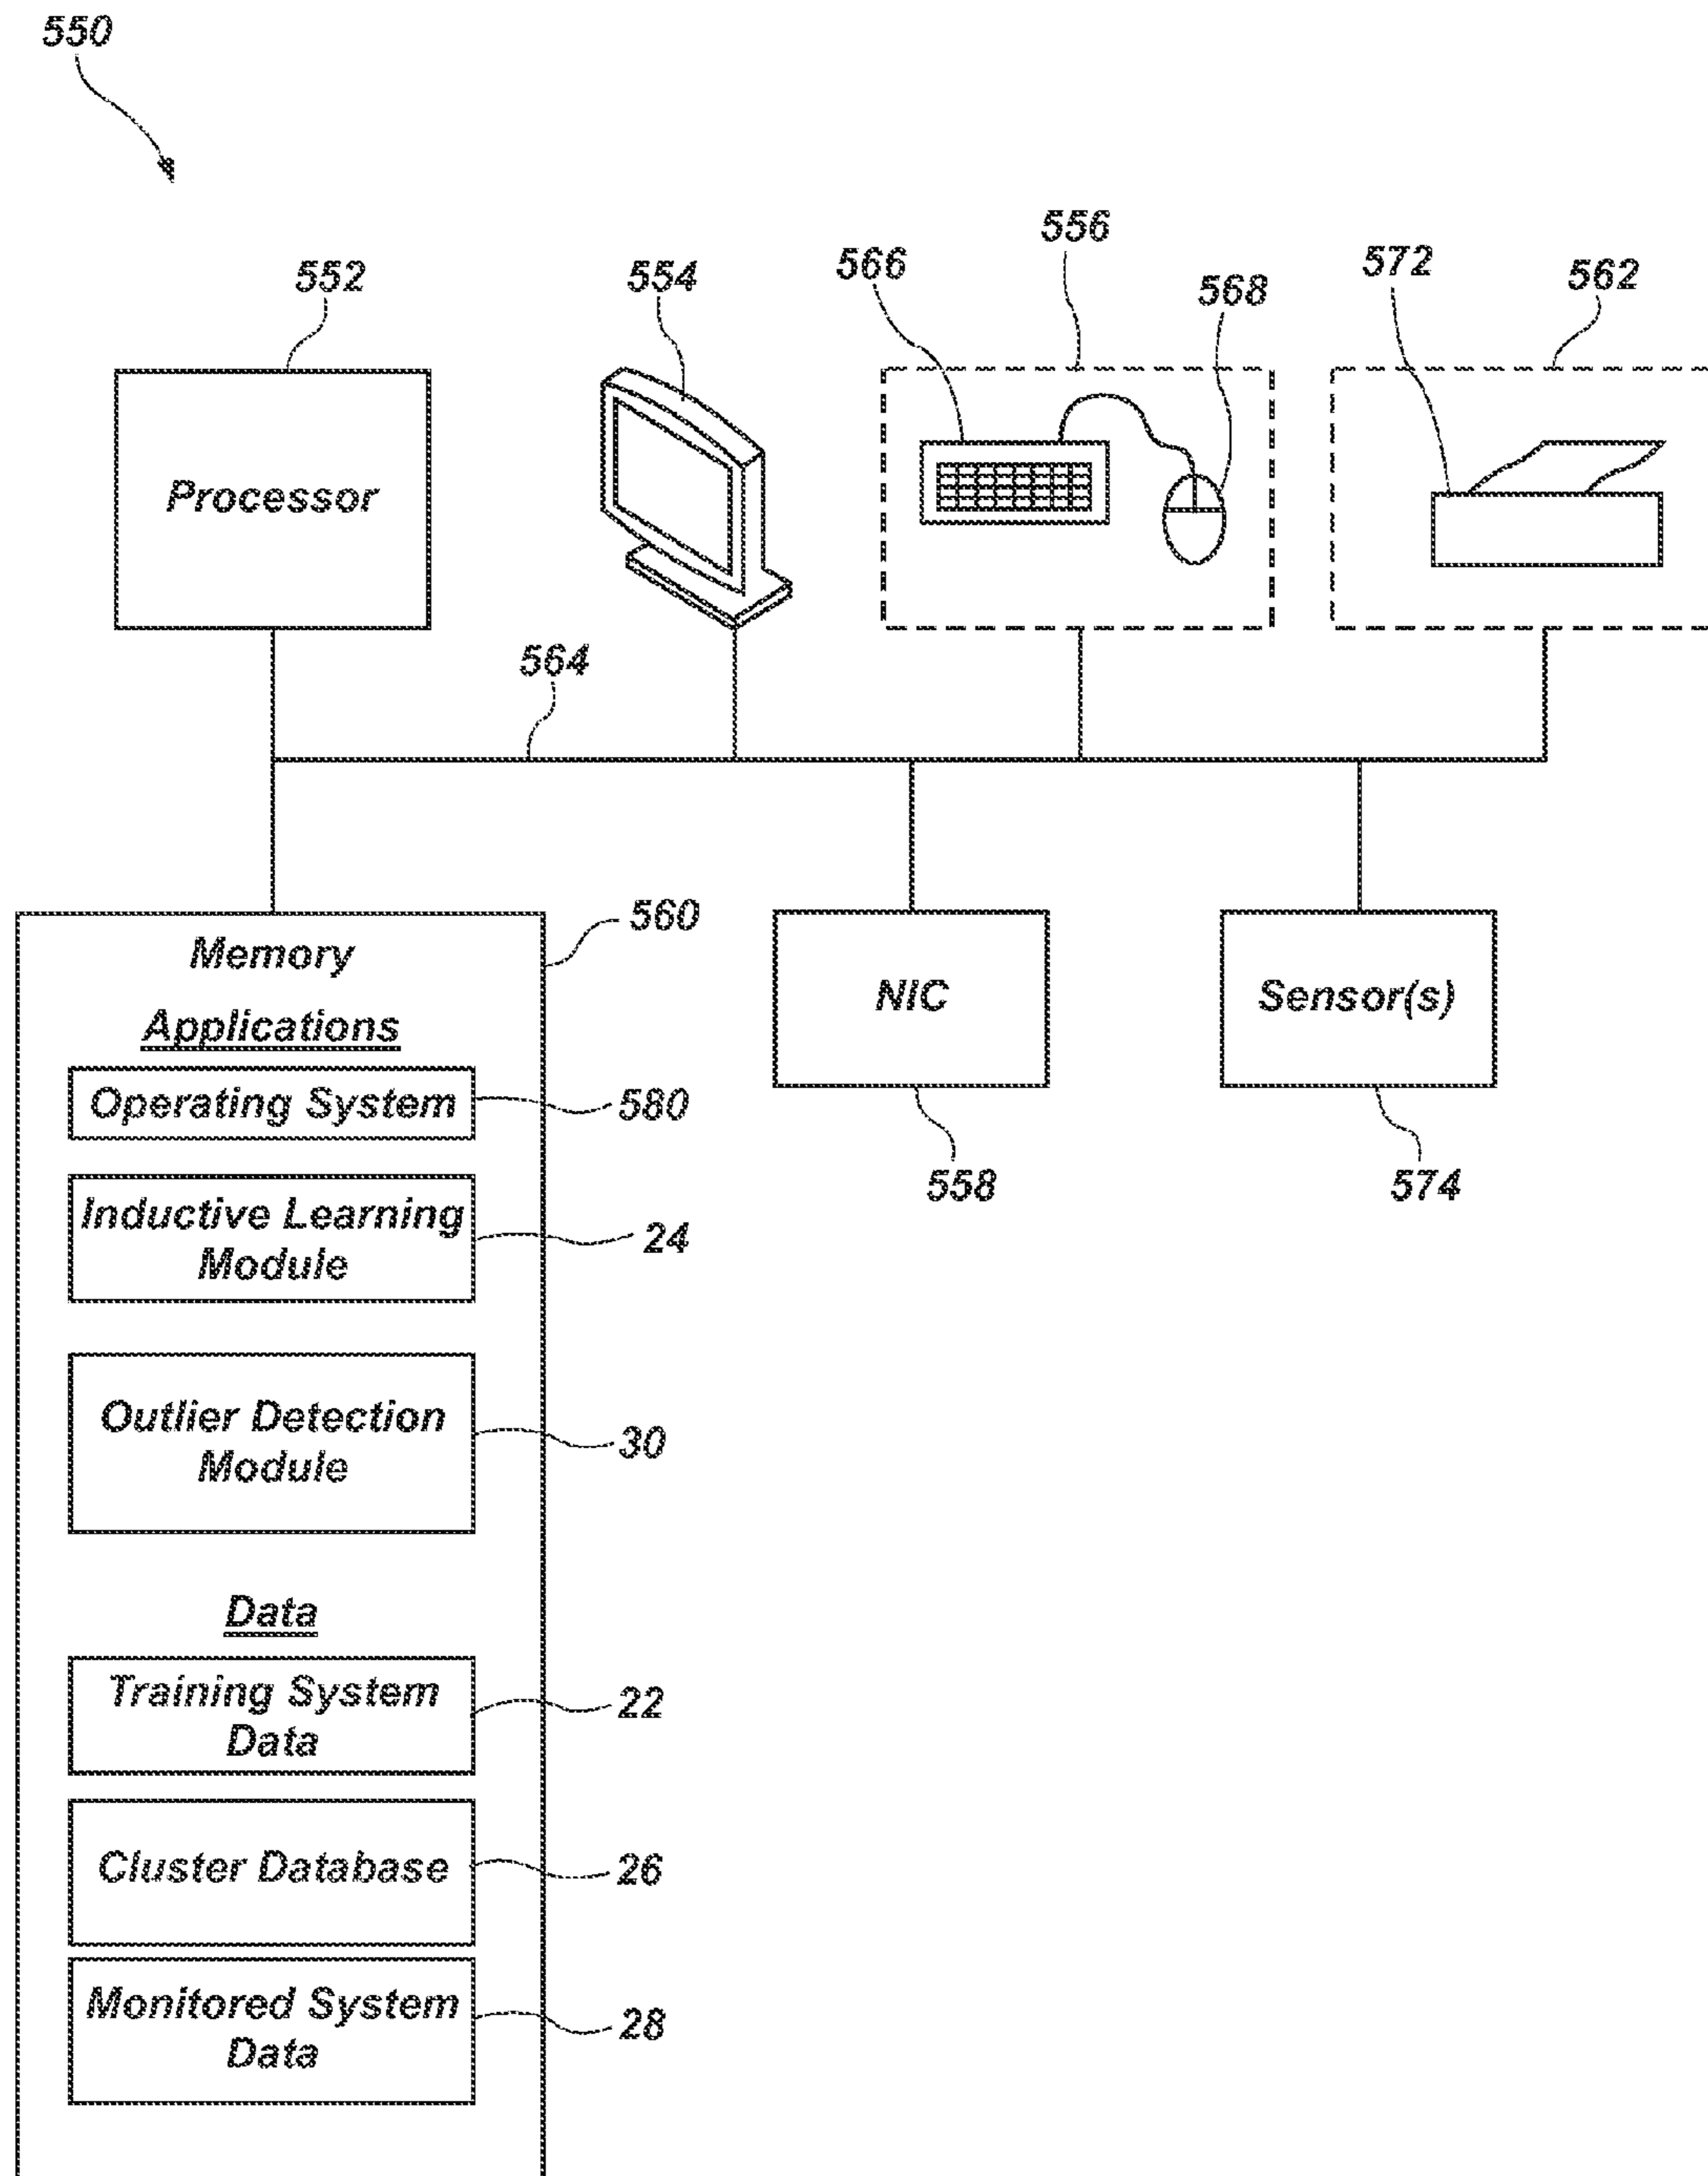 550
552
554
566
556
568
572
562
Processor
564
Memory
560
Applications
Operating System
580
Inductive Learning
Module
24
Outlier Detection
Module
30
Data
Training System
Data
22
Cluster Database
26
Monitored System
Data
28
NIC
558
Sensor(s)
574